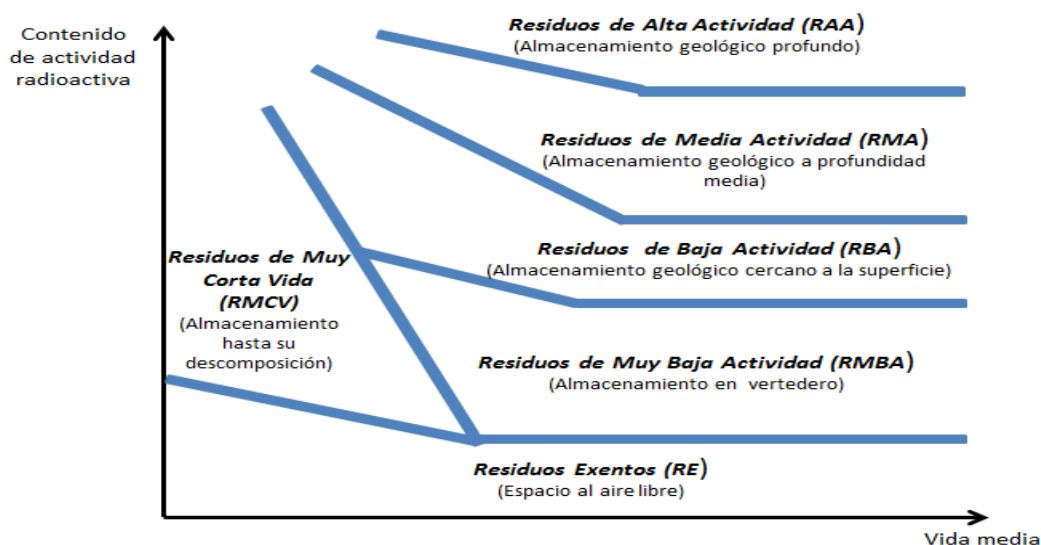 Contenido
de actividad
radioactiva
Residuos de Alta Actividad (RAA)
(Almacenamiento geológico profundo)
Residuos de Media Actividad (RMA)
(Almacenamiento geológico a profundidad
media)
Residuos de Baja Actividad (RBA)
(Almacenamiento geológico cercano a la superficie)
Residuos de Muy
Corta Vida
(RMCV)
(Almacenamiento
hasta su
descomposición)
Residuos de Muy Baja Actividad (RMBA)
(Almacenamiento en vertedero)
Residuos Exentos (RE)
(Espacio al aire libre)
Vida media